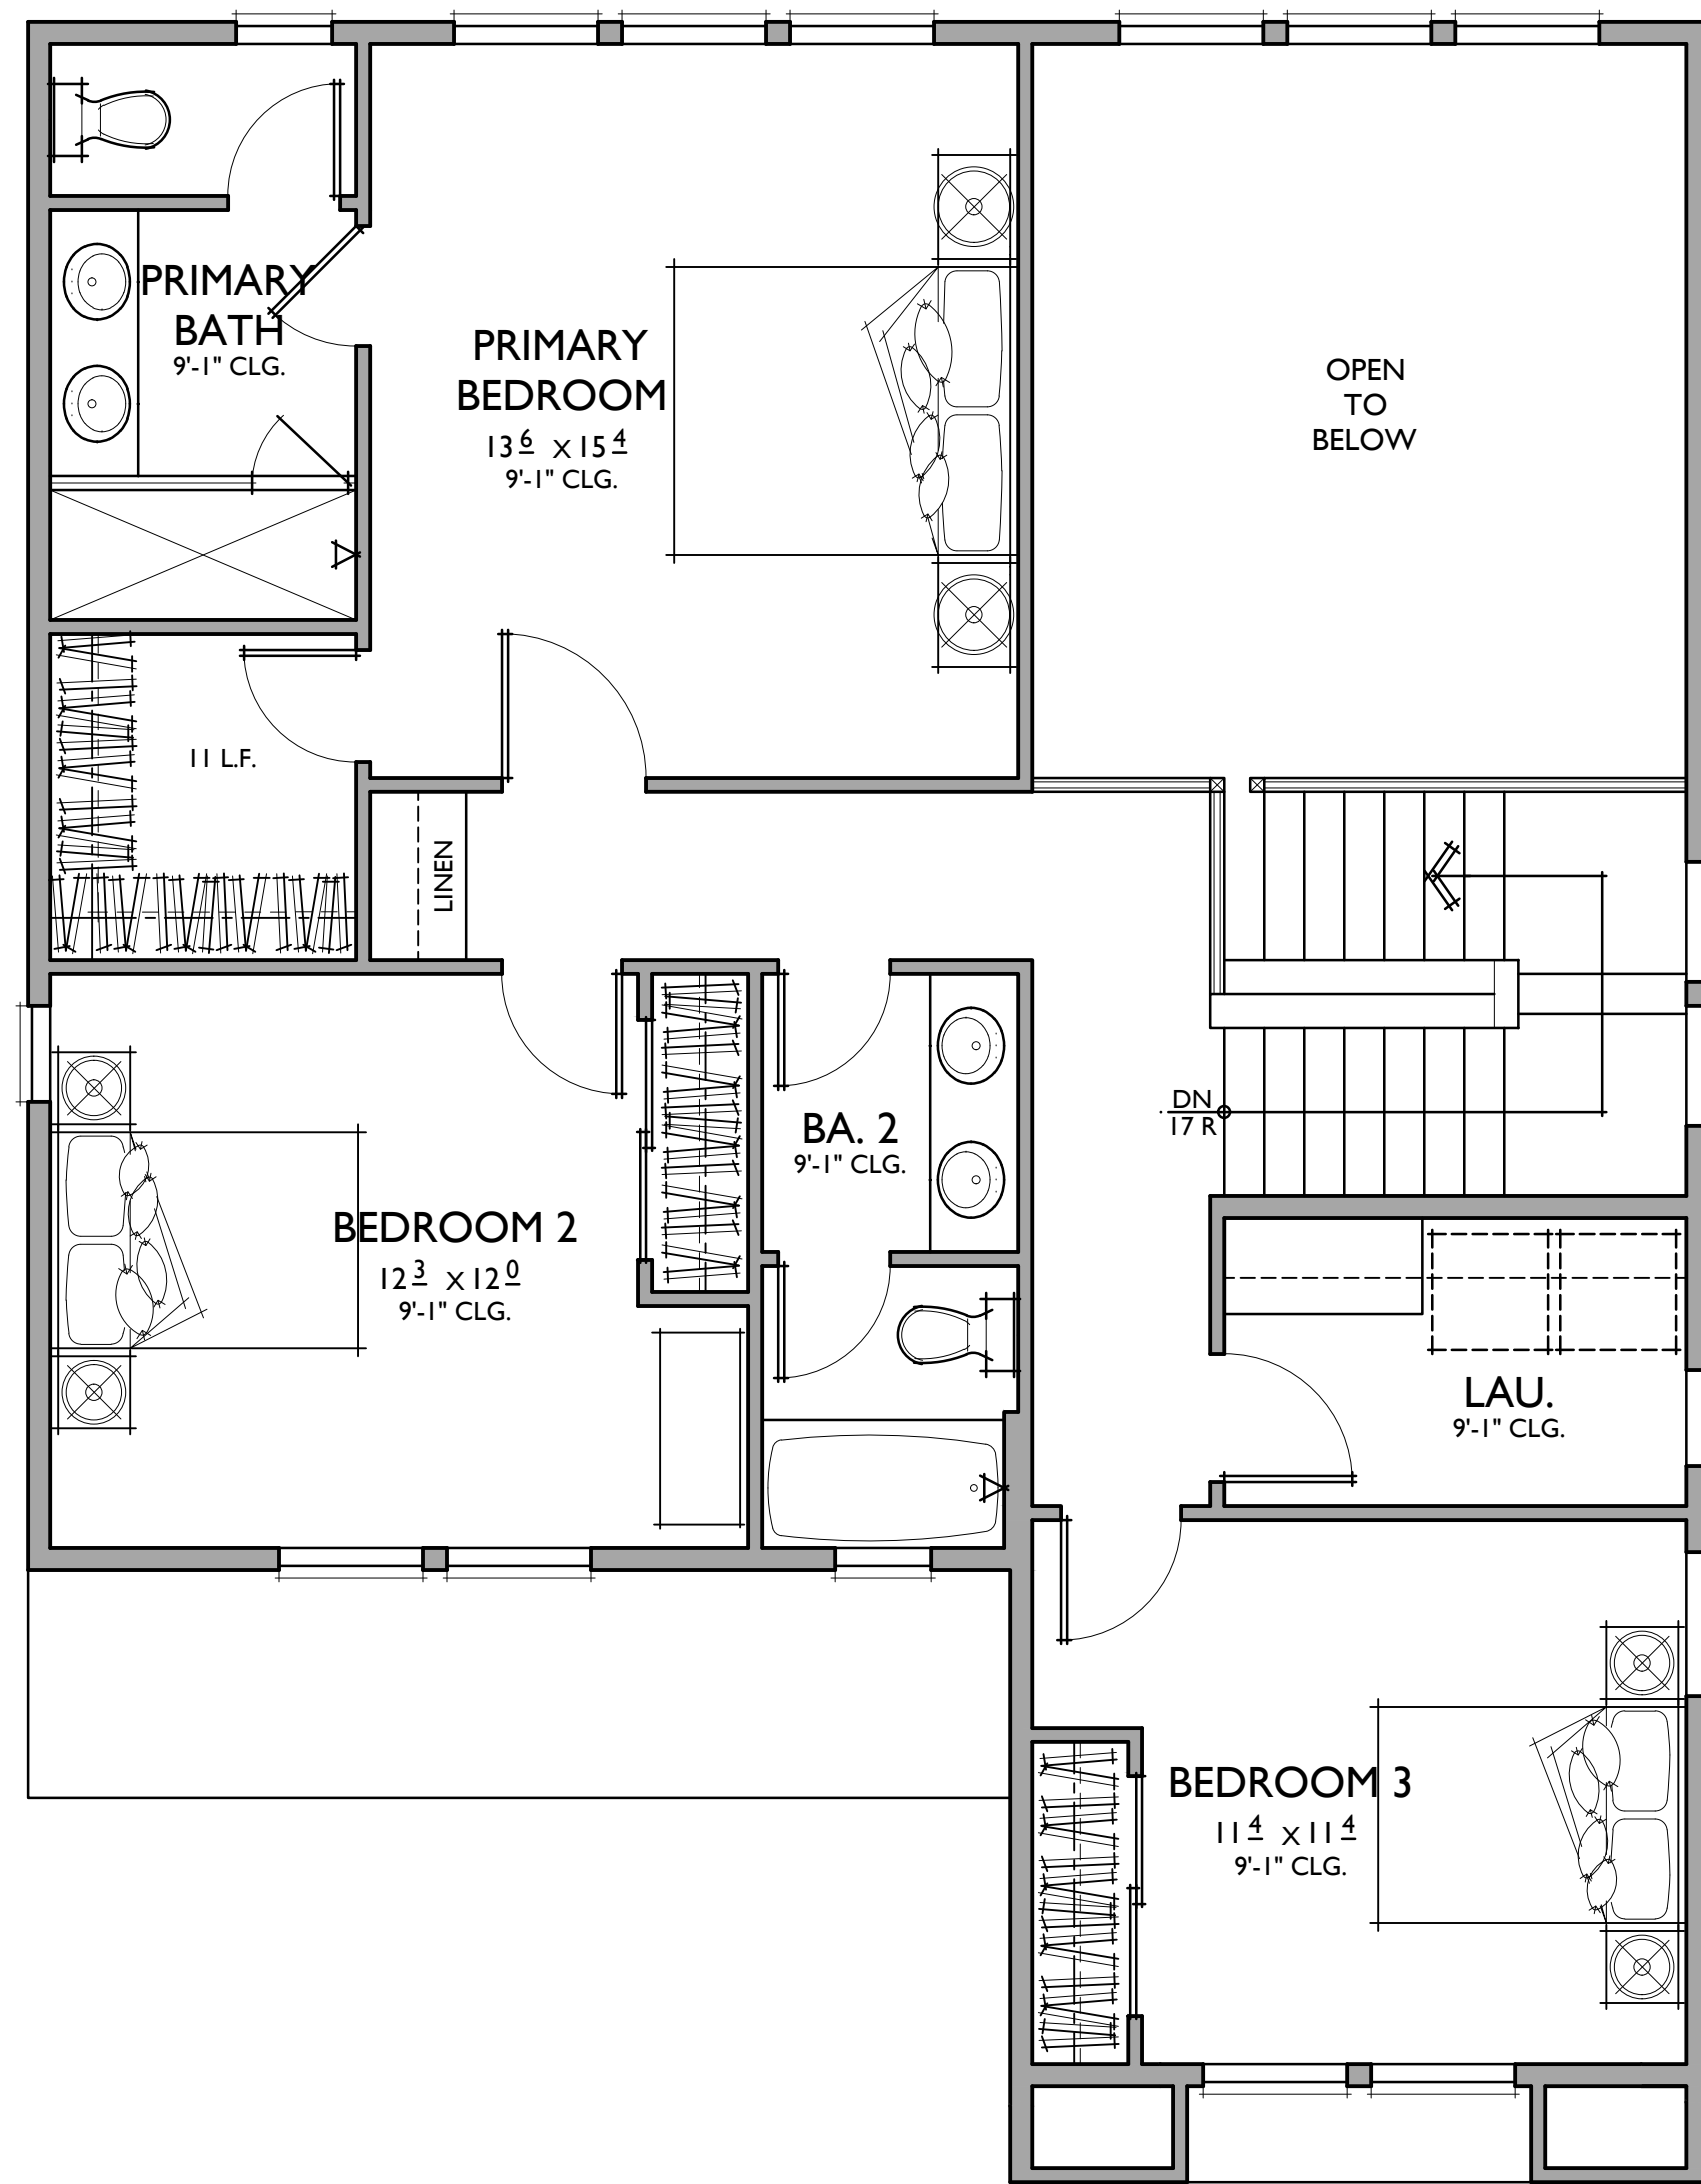 PRIMARY
BATH
9'-1" CLG.
PRIMARY
BEDROOM
13 6 X 15 4
9'-1" CLG.
OPEN
TO
BELOW
11 L.F.
LINEN
DN
17 R
BA. 2
9'-1" CLG.
BEDROOM 2
12 3 X 12 0
9'-1" CLG.
LAU.
9'-1" CLG.
BEDROOM 3
11 4 X 11 4
9'-1" CLG.